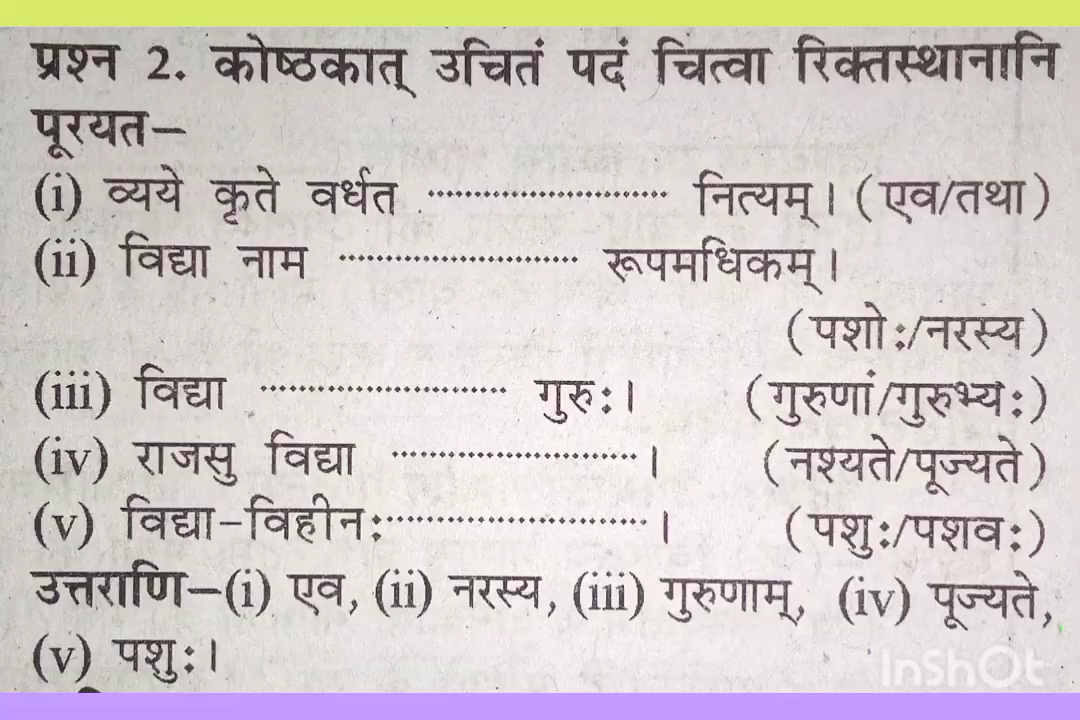 प्रश्न 2. कोष्ठकात् उचितं पदं चित्वा रिक्तस्थानानि
पूरयत–
(i) व्यये कृते वर्धत ........................ नित्यम्। (एव/तथा)
(ii) विद्या नाम ........................ रूपमधिकम्।
(पशोः/नरस्य)
(iii) विद्या ........................ गुरुः। (गुरुणां/गुरुभ्यः)
(iv) राजसु विद्या ........................ । (नश्यते/पूज्यते)
(v) विद्या-विहीनः........................ । (पशुः/पशवः)
उत्तराणि–(i) एव, (ii) नरस्य, (iii) गुरुणाम्, (iv) पूज्यते,
(v) पशुः।
InShOt